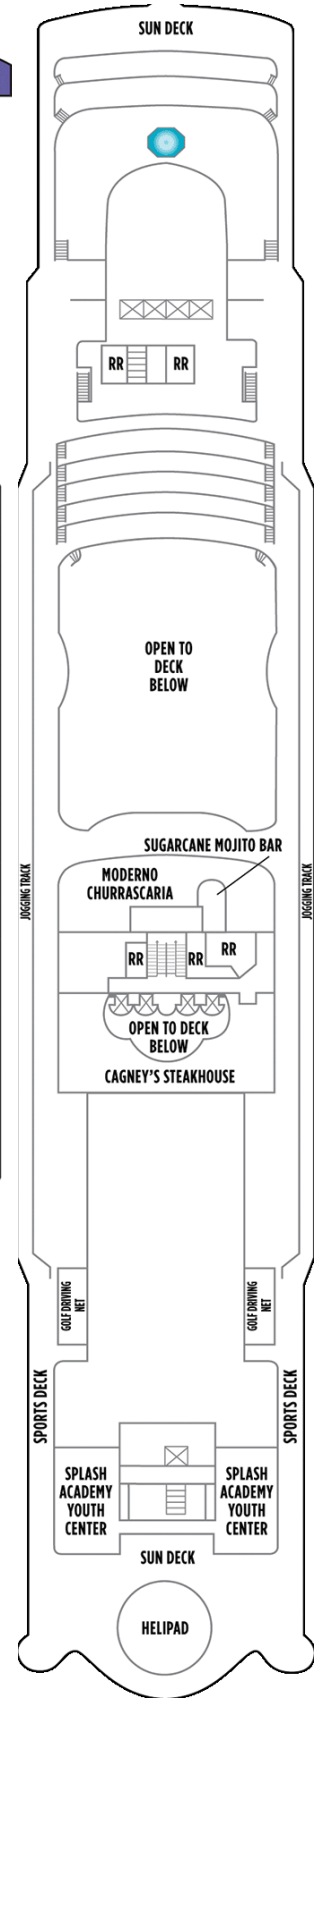 SUN DECK
RR
RR
OPEN TO
DECK
BELOW
SUGARCANE MOJITO BAR
MODERNO
CHURRASCARIA
JOGGING TRACK
JOGGING TRACK
RR
RR
RR
OPEN TO DECK
BELOW
CAGNEY'S STEAKHOUSE
GOLF DRIVING
NET
GOLF DRIVING
NET
SPORTS DECK
SPORTS DECK
SPLASH
ACADEMY
YOUTH
CENTER
SPLASH
ACADEMY
YOUTH
CENTER
SUN DECK
HELIPAD